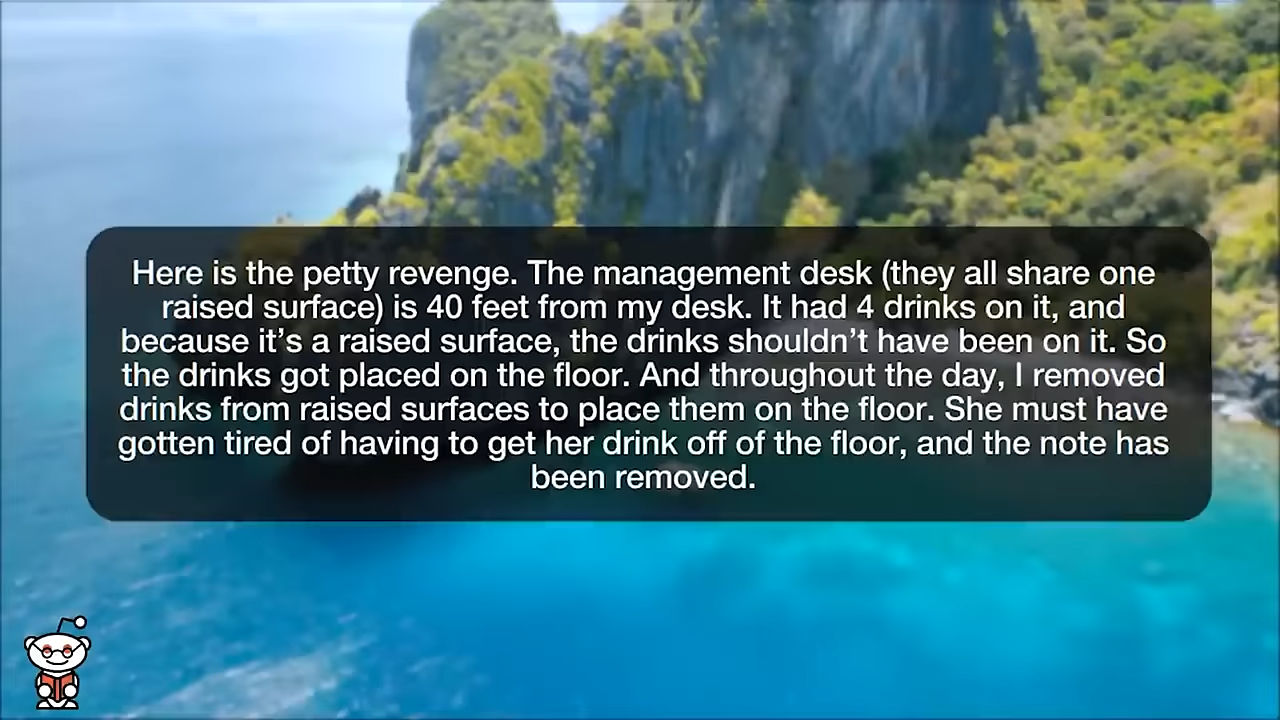 Here is the petty revenge. The management desk (they all share one
raised surface) is 40 feet from my desk. It had 4 drinks on it, and
because it’s a raised surface, the drinks shouldn’t have been on it. So
the drinks got placed on the floor. And throughout the day, I removed
drinks from raised surfaces to place them on the floor. She must have
gotten tired of having to get her drink off of the floor, and the note has
been removed.